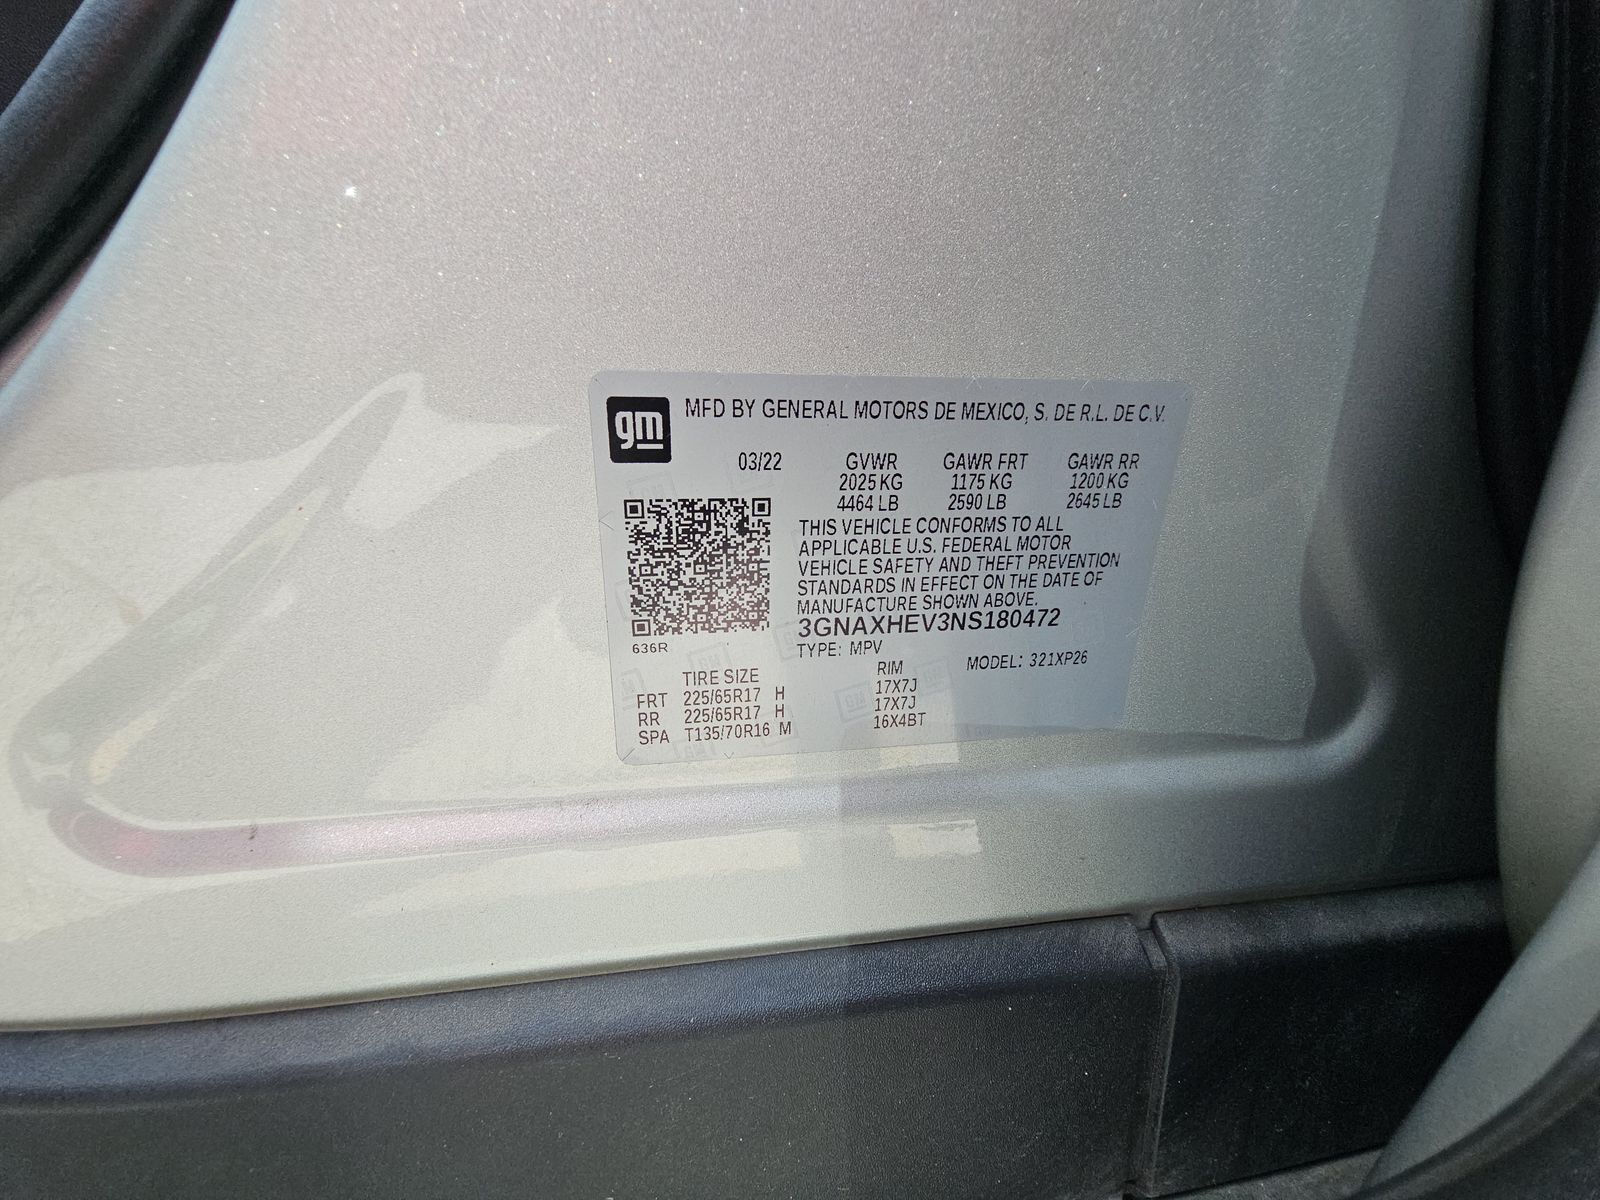 gm
MFD BY GENERAL MOTORS DE MEXICO, S. DE R.L. DE C.V.
03/22 GVWR GAWR FRT GAWR RR
2025 KG 1175 KG 1200 KG
4464 LB 2590 LB 2645 LB
THIS VEHICLE CONFORMS TO ALL
APPLICABLE U.S. FEDERAL MOTOR
VEHICLE SAFETY AND THEFT PREVENTION
STANDARDS IN EFFECT ON THE DATE OF
MANUFACTURE SHOWN ABOVE.
3GNAXHEV3NS180472
636R
TYPE: MPV MODEL: 321XP26
TIRE SIZE RIM
FRT 225/65R17 H 17X7J
RR 225/65R17 H 17X7J
SPA T135/70R16 M 16X4BT